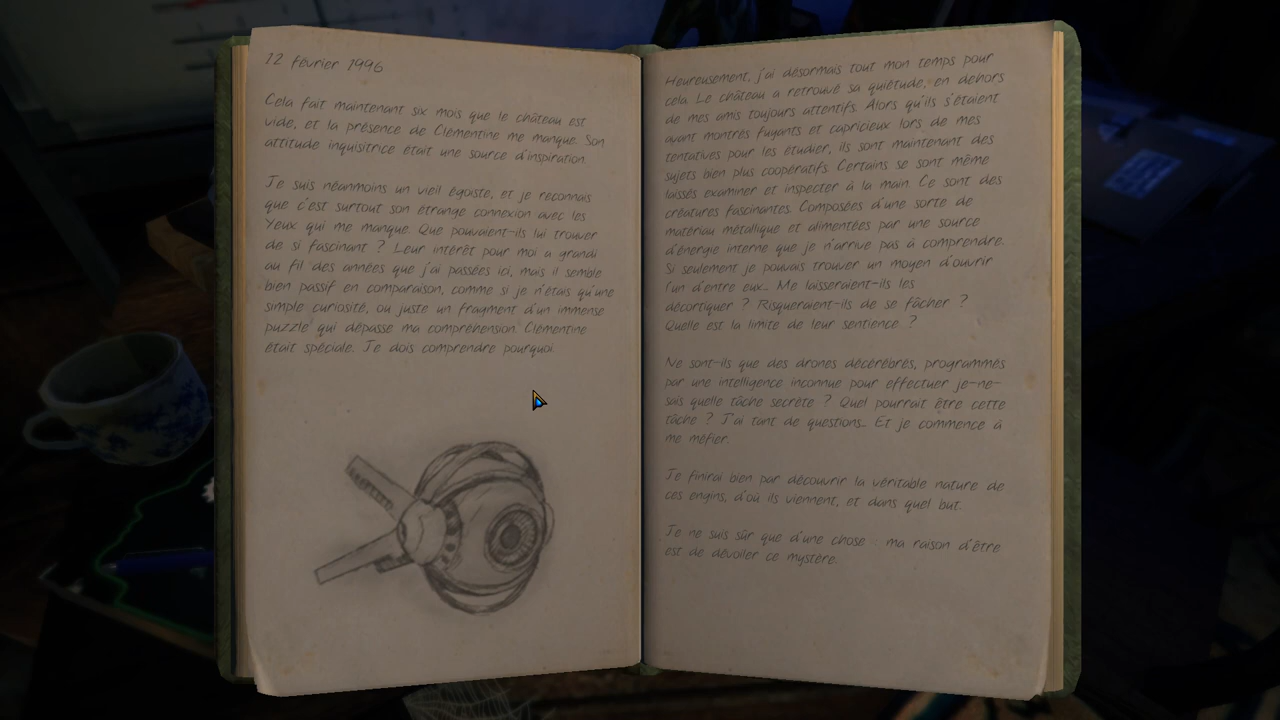 12 février 1996
Cela fait maintenant six mois que le château est
vide, et la présence de Clémentine me manque. Son
attitude inquisitrice était une source d'inspiration.
Je suis néanmoins un vieil égoïste, et je reconnais
que c'est surtout son étrange connexion avec les
Yeux qui me manque. Que pouvaient-ils lui trouver
de si fascinant ? Leur intérêt pour moi a grandi
au fil des années que j'ai passées ici, mais il semble
bien passif en comparaison, comme si je n'étais qu'une
simple curiosité, ou juste un fragment d'un immense
puzzle qui dépasse ma compréhension. Clémentine
était spéciale. Je dois comprendre pourquoi.
Heureusement, j'ai désormais tout mon temps pour
cela. Le château a retrouvé sa quiétude, en dehors
de mes amis toujours attentifs. Alors qu'ils s'étaient
avant montrés fuyants et capricieux lors de mes
tentatives pour les étudier, ils sont maintenant des
sujets bien plus coopératifs. Certains se sont même
laissés examiner et inspecter à la main. Ce sont des
créatures fascinantes. Composées d'une sorte de
matériau métallique et alimentées par une source
d'énergie interne que je n'arrive pas à comprendre.
Si seulement je pouvais trouver un moyen d'ouvrir
l'un d'entre eux... Me laisseraient-ils les
décortiquer ? Risqueraient-ils de se fâcher ?
Quelle est la limite de leur sentience ?
Ne sont-ils que des drones décérébrés, programmés
par une intelligence inconnue pour effectuer je-ne-
sais quelle tâche secrète ? Quel pourrait être cette
tâche ? J'ai tant de questions... Et je commence à
me méfier.
Je finirai bien par découvrir la véritable nature de
ces engins, d'où ils viennent, et dans quel but.
Je ne suis sûr que d'une chose : ma raison d'être
est de dévoiler ce mystère.